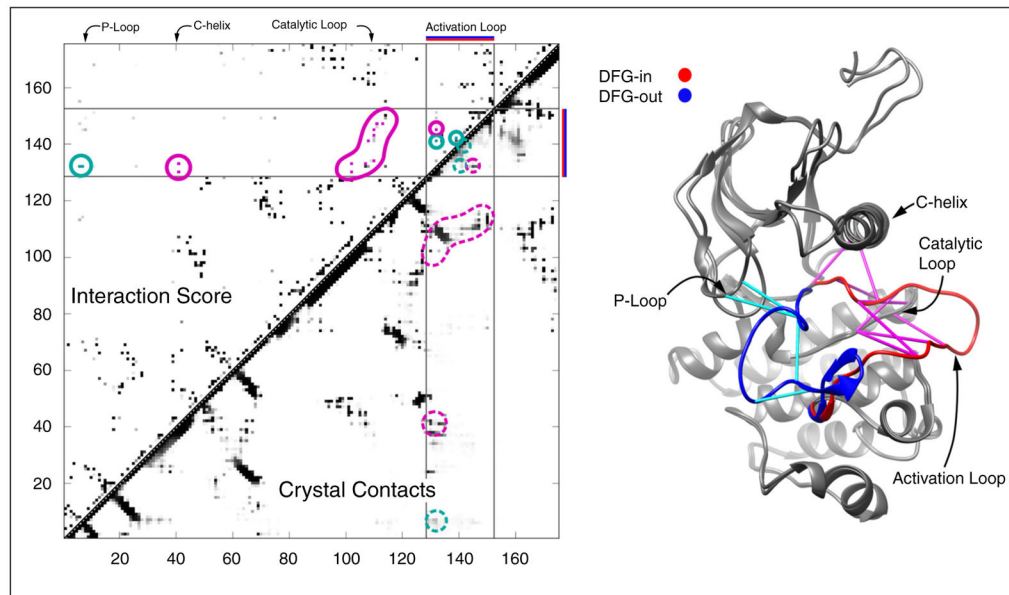 P-Loop
C-helix
Catalytic Loop
Activation Loop
160
140
120
100
80
60
40
20
Interaction Score
Crystal Contacts
20
40
60
80
100
120
140
160
DFG-in
DFG-out
C-helix
Catalytic
Loop
P-Loop
Activation Loop